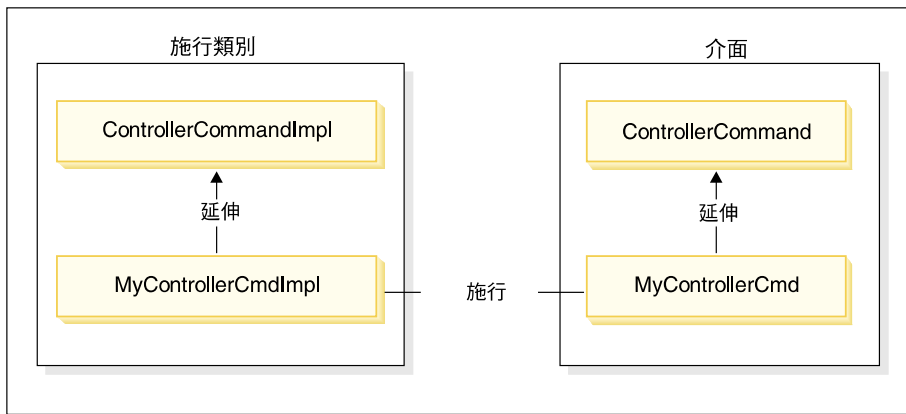 施行類別
介面
ControllerCommandImpl
ControllerCommand
延伸
延伸
MyControllerCmdImpl
施行
MyControllerCmd